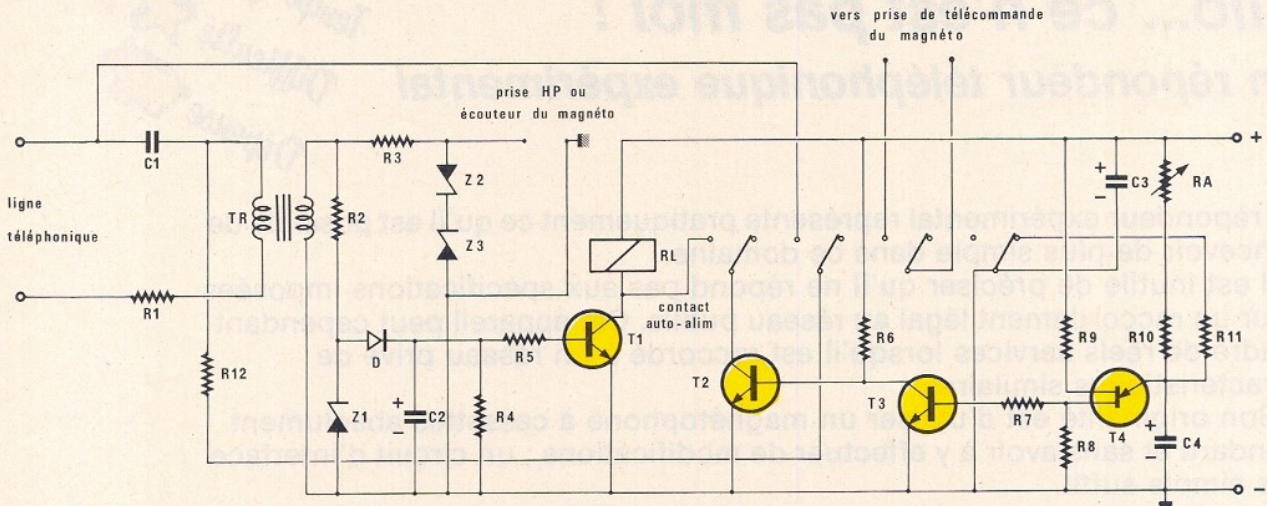 vers prise de télécommande
du magnéto
prise HP ou
écouteur du magnéto
ligne
téléphonique
contact
auto-alim
C1
R3
Z2
C3
RA
+
TR
R2
Z3
RL
R1
R12
D
R5
T1
R6
R9
R10
R11
T2
T3
R7
T4
Z1
C2
R4
R8
C4
+
-
+
-
+
-
-